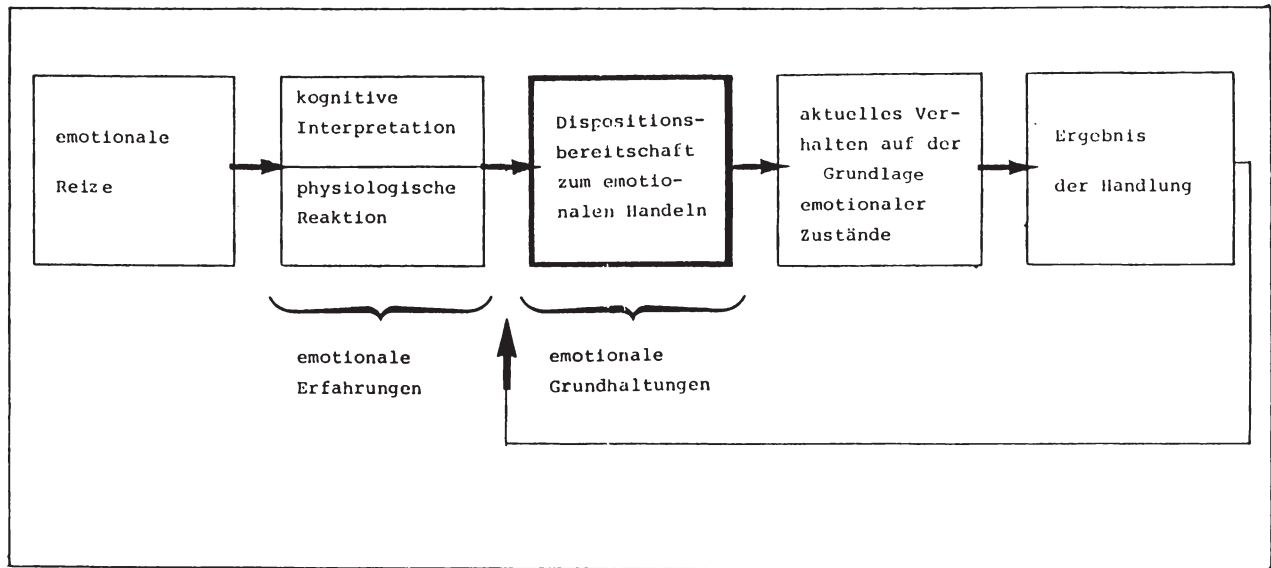 emotionale
Reize
kognitive
Interpretation
physiologische
Reaktion
Dispositions-
bereitschaft
zum emotio-
nalen Handeln
aktuelles Ver-
halten auf der
Grundlage
emotionaler
Zustände
Ergebnis
der Handlung
emotionale
Erfahrungen
emotionale
Grundhaltungen